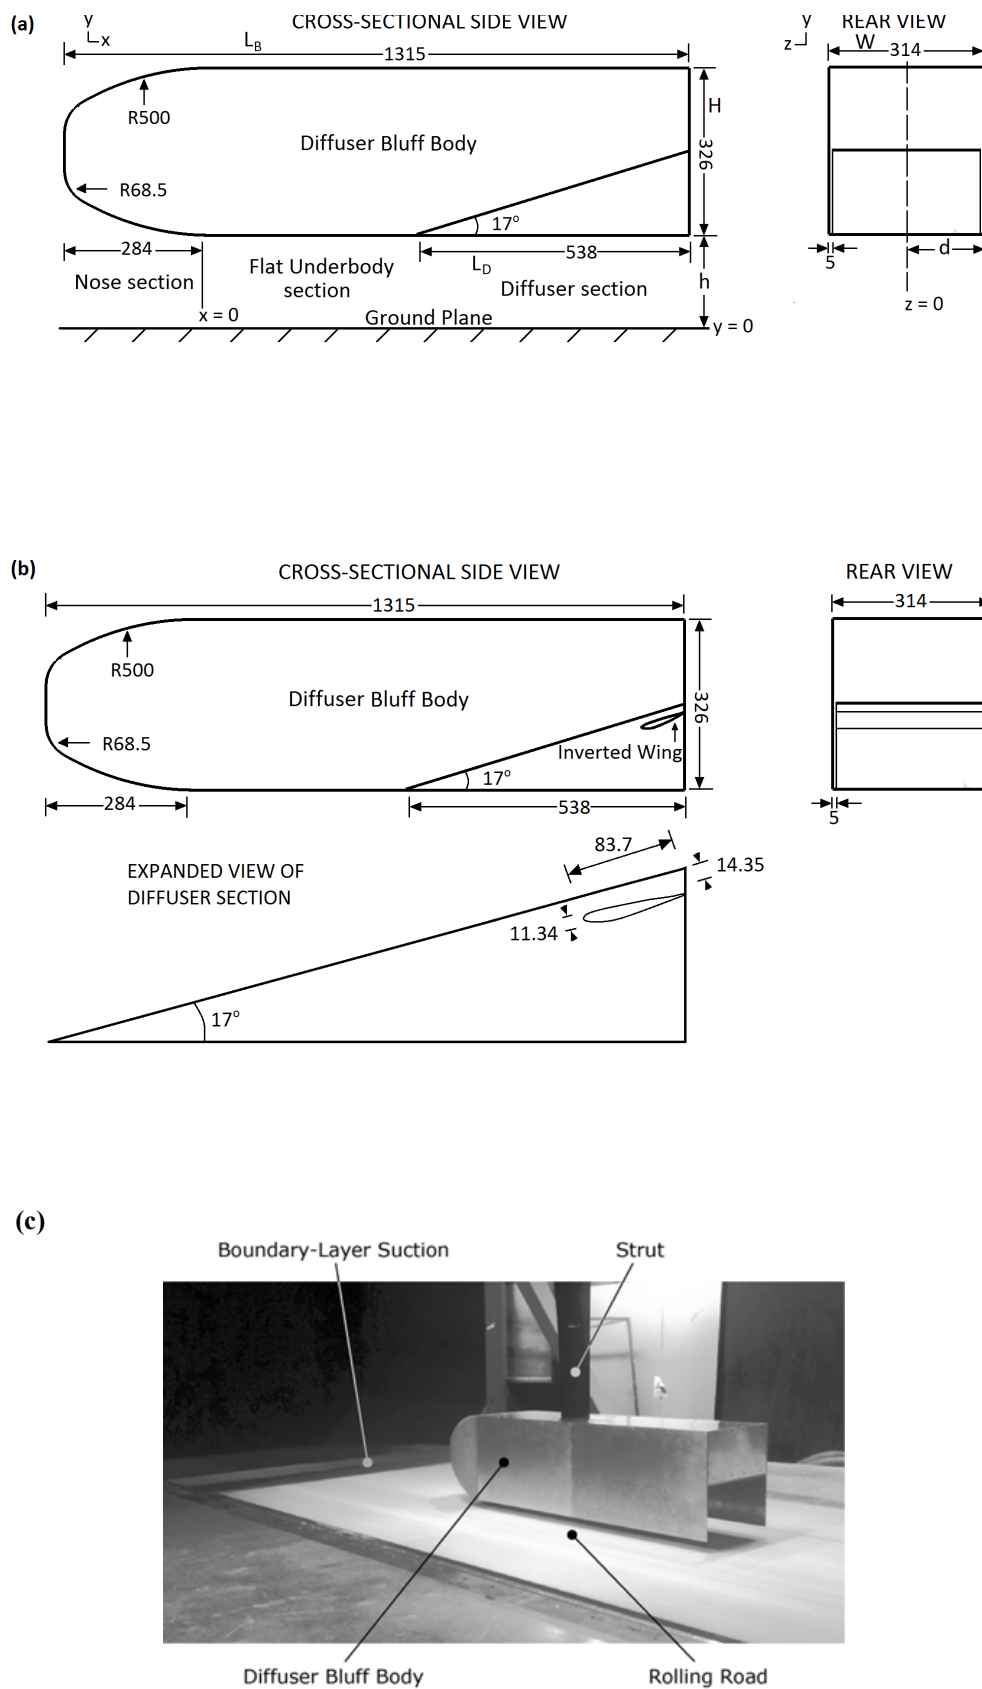 (a)
y
x
CROSS-SECTIONAL SIDE VIEW
L_B
1315
R500
Diffuser Bluff Body
H
326
R68.5
17°
284
538
L_D
Nose section
Flat Underbody
section
Diffuser section
h
x = 0
Ground Plane
y = 0
y
z
REAR VIEW
W
314
5
d
z = 0
(b)
CROSS-SECTIONAL SIDE VIEW
1315
R500
Diffuser Bluff Body
326
R68.5
Inverted Wing
17°
284
538
REAR VIEW
314
5
EXPANDED VIEW OF
DIFFUSER SECTION
83.7
14.35
11.34
17°
(c)
Boundary-Layer Suction
Strut
Diffuser Bluff Body
Rolling Road